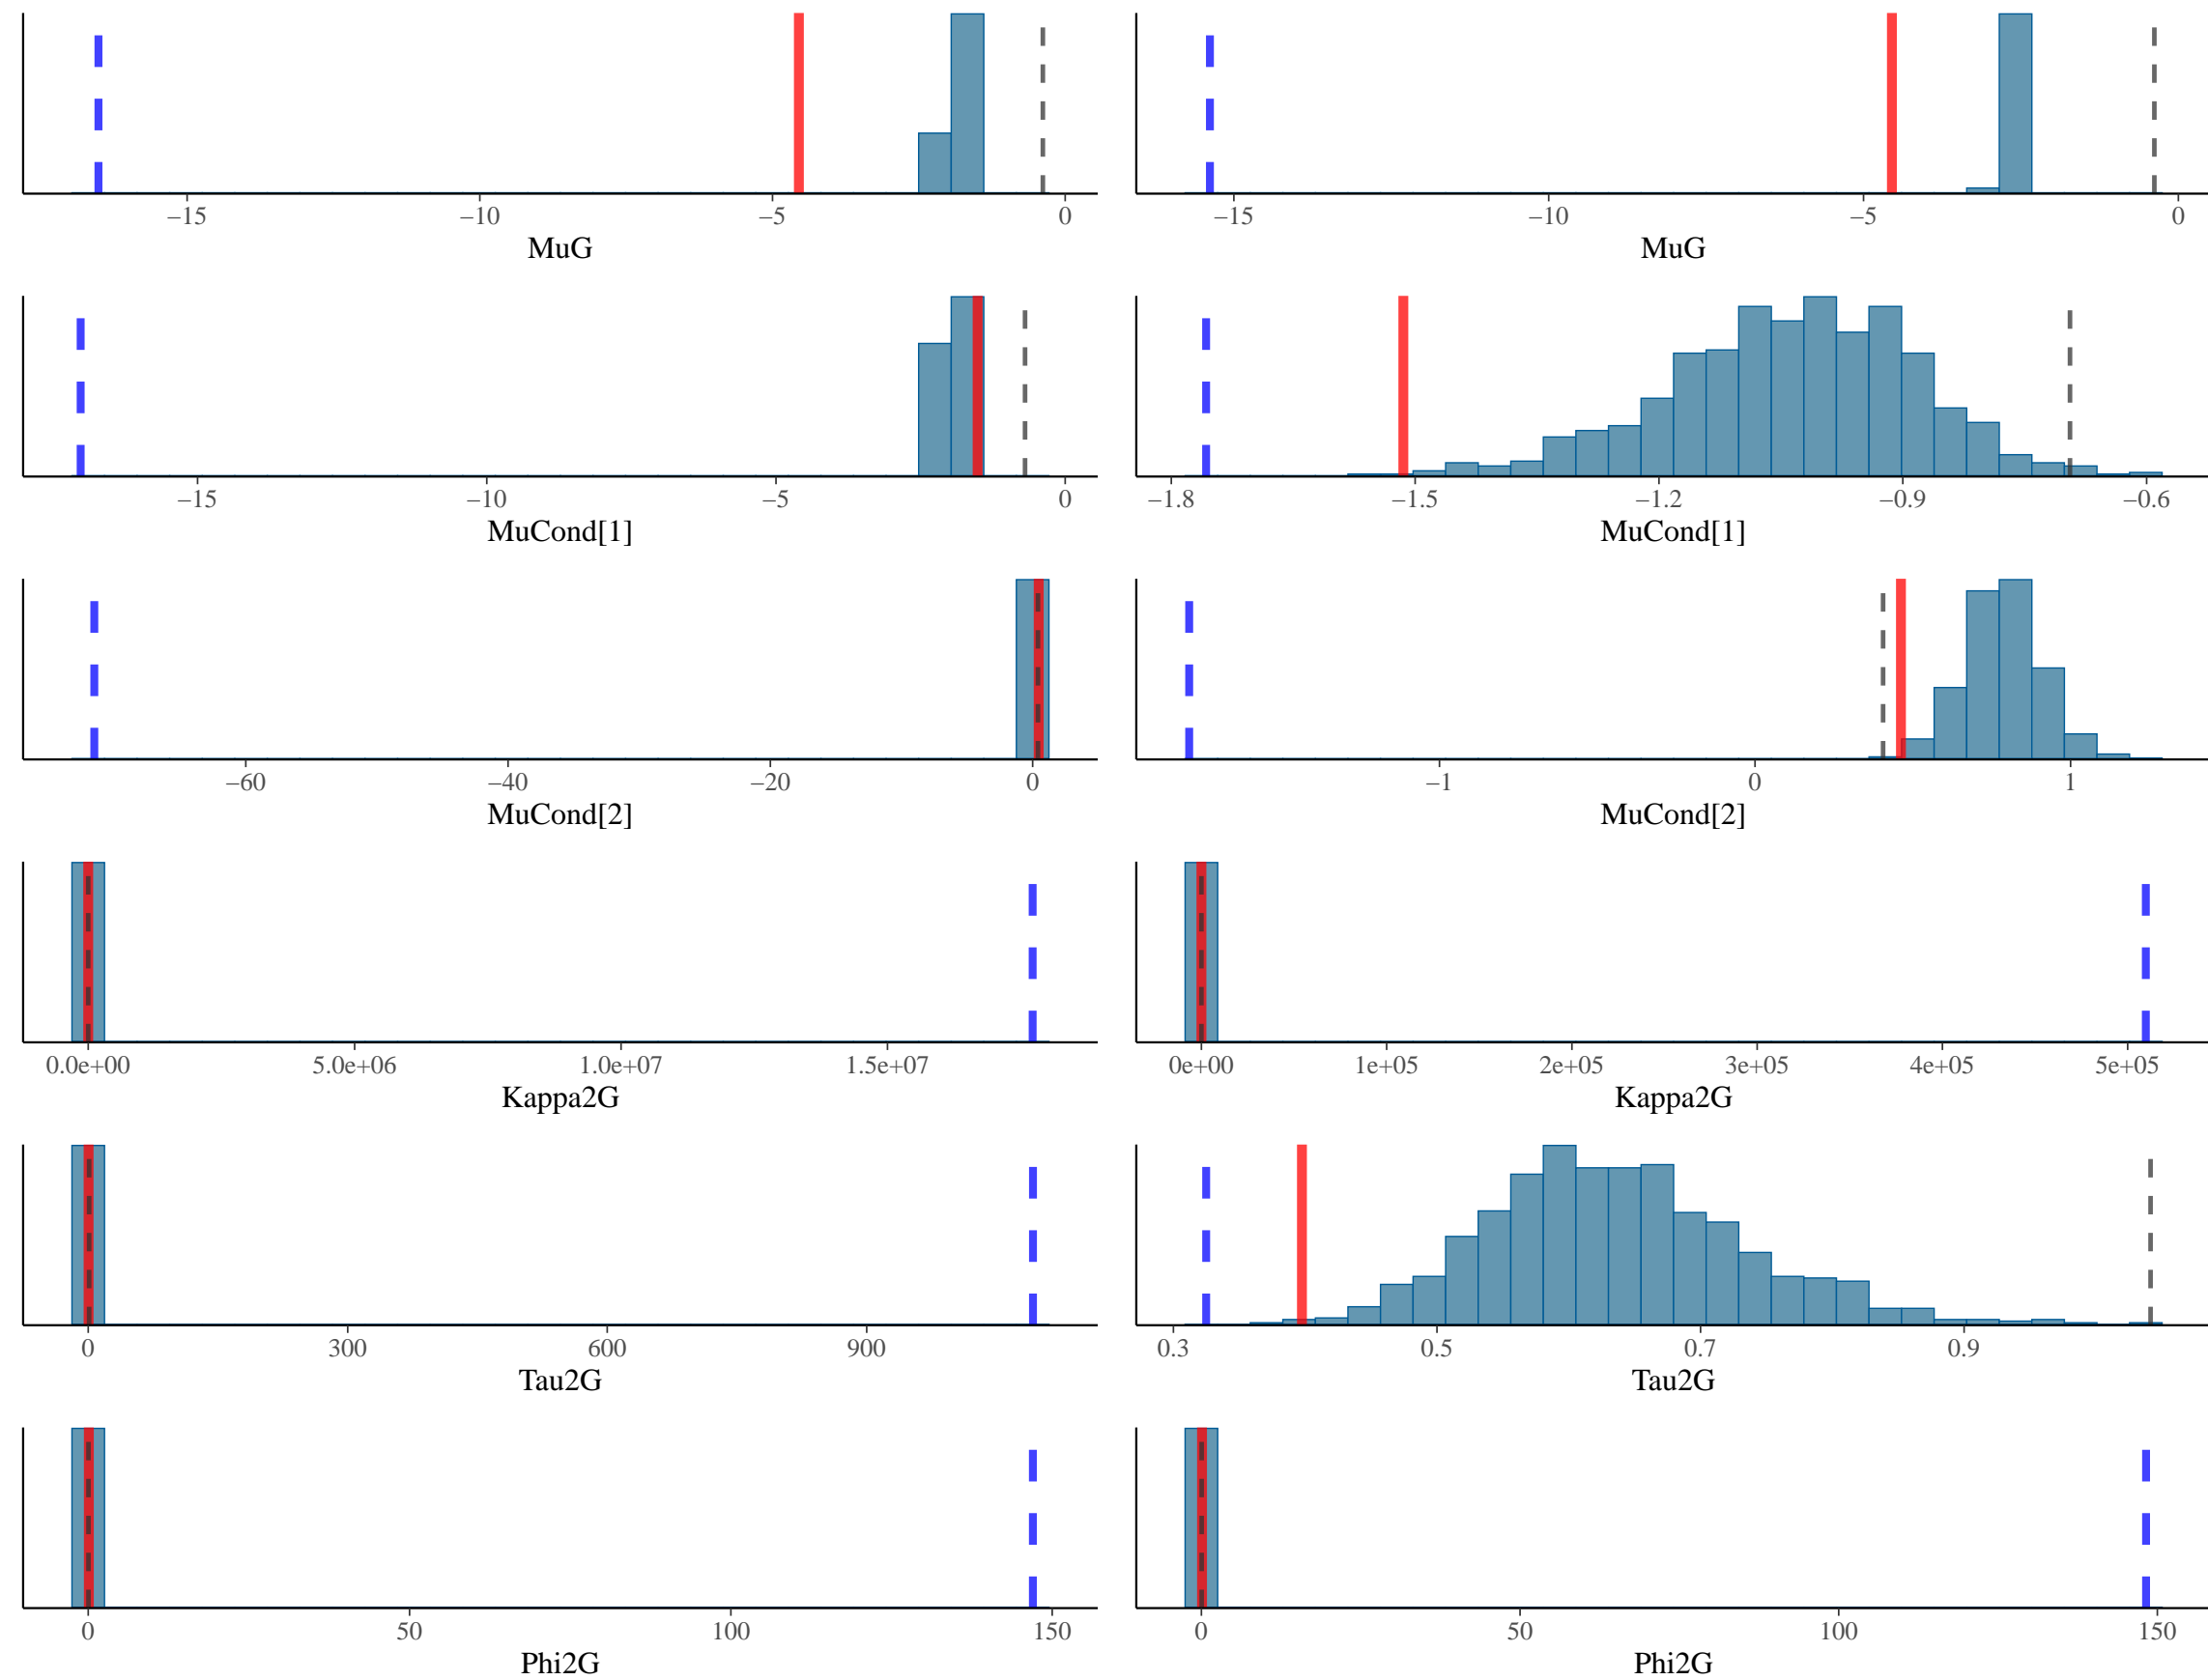 −15 −10 −5 0
MuG
−15 −10 −5 0
MuG
−15 −10 −5 0
MuCond[1]
−1.8 −1.5 −1.2 −0.9 −0.6
MuCond[1]
−60 −40 −20 0
MuCond[2]
−1 0 1
MuCond[2]
0.0e+00 5.0e+06 1.0e+07 1.5e+07
Kappa2G
0e+00 1e+05 2e+05 3e+05 4e+05 5e+05
Kappa2G
0 300 600 900
Tau2G
0.3 0.5 0.7 0.9
Tau2G
0 50 100 150
Phi2G
0 50 100 150
Phi2G